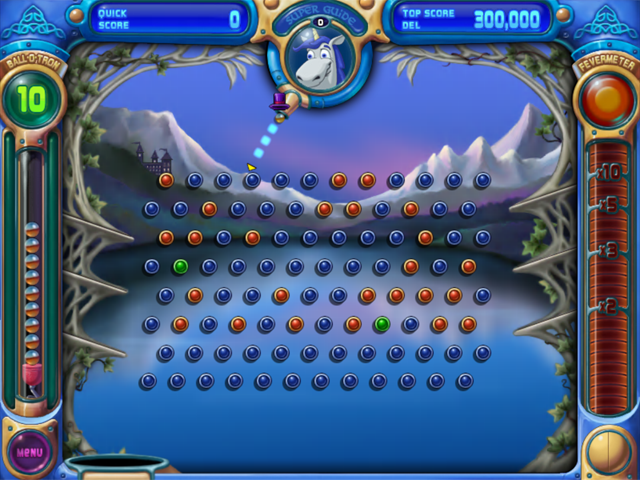 QUICK
SCORE
0
SUPER GUIDE
0
TOP SCORE
DEL
300,000
BALL-O-TRON
10
FEVERMETER
x10
x5
x3
x2
MENU